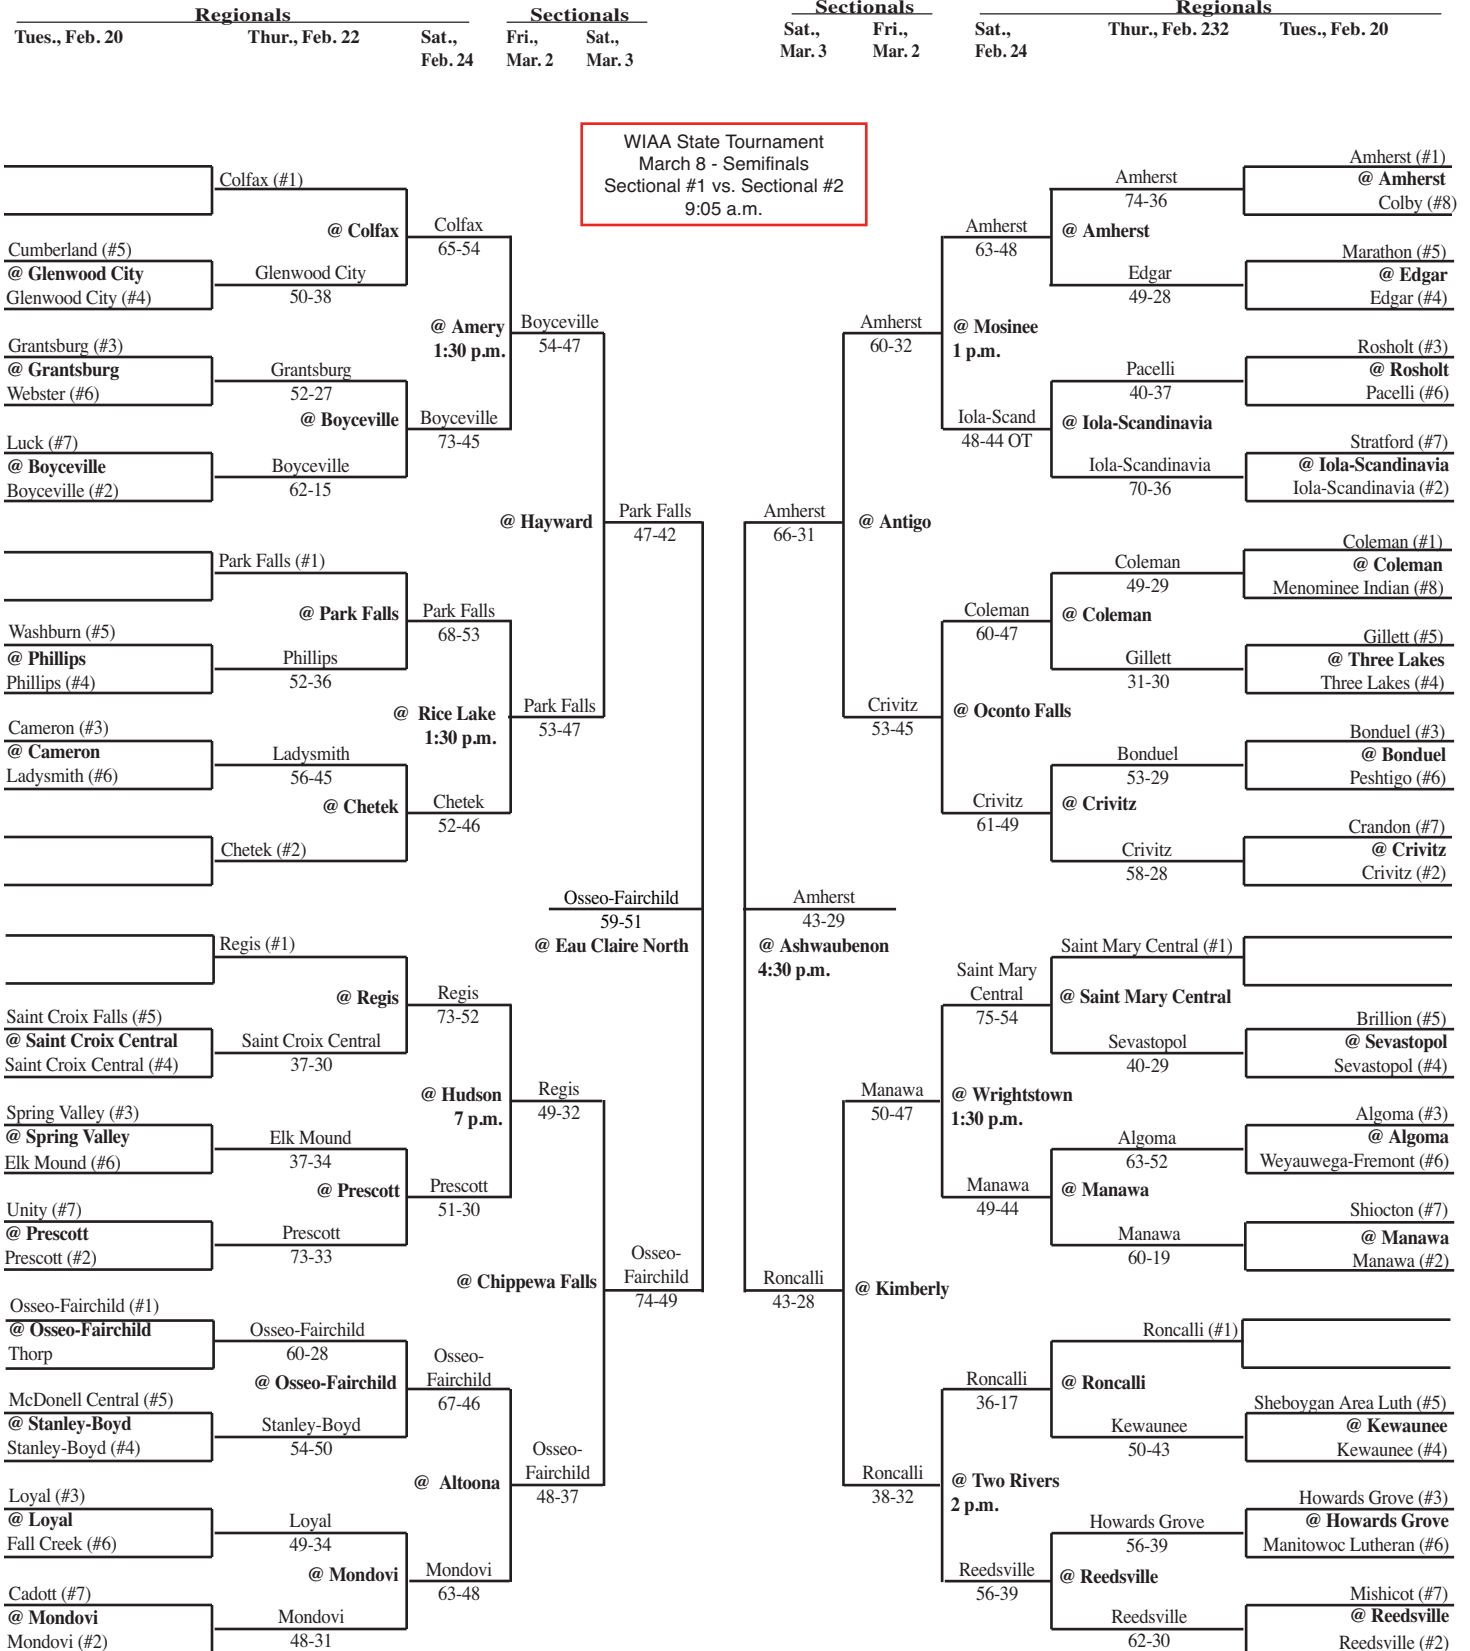 Regionals
Sectionals
Sectionals
Regionals
Tues., Feb. 20
Thur., Feb. 22
Sat.,
Feb. 24
Fri.,
Mar. 2
Sat.,
Mar. 3
Sat.,
Mar. 3
Fri.,
Mar. 2
Sat.,
Feb. 24
Thur., Feb. 232
Tues., Feb. 20
WIAA State Tournament
March 8 - Semifinals
Sectional #1 vs. Sectional #2
9:05 a.m.
Colfax (#1)
@ Colfax
Colfax
65-54
Cumberland (#5)
@ Glenwood City
Glenwood City (#4)
Glenwood City
50-38
@ Amery
1:30 p.m.
Boyceville
54-47
Grantsburg (#3)
@ Grantsburg
Webster (#6)
Grantsburg
52-27
@ Boyceville
Boyceville
73-45
Luck (#7)
@ Boyceville
Boyceville (#2)
Boyceville
62-15
@ Hayward
Park Falls
47-42
Park Falls (#1)
@ Park Falls
Park Falls
68-53
Washburn (#5)
@ Phillips
Phillips (#4)
Phillips
52-36
@ Rice Lake
1:30 p.m.
Park Falls
53-47
Cameron (#3)
@ Cameron
Ladysmith (#6)
Ladysmith
56-45
@ Chetek
Chetek
52-46
Chetek (#2)
Osseo-Fairchild
59-51
@ Eau Claire North
Regis (#1)
@ Regis
Regis
73-52
Saint Croix Falls (#5)
@ Saint Croix Central
Saint Croix Central (#4)
Saint Croix Central
37-30
@ Hudson
7 p.m.
Regis
49-32
Spring Valley (#3)
@ Spring Valley
Elk Mound (#6)
Elk Mound
37-34
@ Prescott
Prescott
51-30
Unity (#7)
@ Prescott
Prescott (#2)
Prescott
73-33
@ Chippewa Falls
Osseo-
Fairchild
74-49
Osseo-Fairchild (#1)
@ Osseo-Fairchild
Thorp
Osseo-Fairchild
60-28
@ Osseo-Fairchild
Osseo-
Fairchild
67-46
McDonell Central (#5)
@ Stanley-Boyd
Stanley-Boyd (#4)
Stanley-Boyd
54-50
@ Altoona
Osseo-
Fairchild
48-37
Loyal (#3)
@ Loyal
Fall Creek (#6)
Loyal
49-34
@ Mondovi
Mondovi
63-48
Cadott (#7)
@ Mondovi
Mondovi (#2)
Mondovi
48-31
Amherst (#1)
@ Amherst
Colby (#8)
Amherst
74-36
@ Amherst
Amherst
63-48
Marathon (#5)
@ Edgar
Edgar (#4)
Edgar
49-28
@ Mosinee
1 p.m.
Amherst
60-32
Rosholt (#3)
@ Rosholt
Pacelli (#6)
Pacelli
40-37
@ Iola-Scandinavia
Iola-Scand
48-44 OT
Stratford (#7)
@ Iola-Scandinavia
Iola-Scandinavia (#2)
Iola-Scandinavia
70-36
@ Antigo
Amherst
66-31
Coleman (#1)
@ Coleman
Menominee Indian (#8)
Coleman
49-29
@ Coleman
Coleman
60-47
Gillett (#5)
@ Three Lakes
Three Lakes (#4)
Gillett
31-30
@ Oconto Falls
Crivitz
53-45
Bonduel (#3)
@ Bonduel
Peshtigo (#6)
Bonduel
53-29
@ Crivitz
Crivitz
61-49
Crandon (#7)
@ Crivitz
Crivitz (#2)
Crivitz
58-28
Amherst
43-29
@ Ashwaubenon
4:30 p.m.
Saint Mary Central (#1)
@ Saint Mary Central
Saint Mary
Central
75-54
Brillion (#5)
@ Sevastopol
Sevastopol (#4)
Sevastopol
40-29
@ Wrightstown
1:30 p.m.
Manawa
50-47
Algoma (#3)
@ Algoma
Weyauwega-Fremont (#6)
Algoma
63-52
@ Manawa
Manawa
49-44
Shiocton (#7)
@ Manawa
Manawa (#2)
Manawa
60-19
@ Kimberly
Roncalli
43-28
Roncalli (#1)
@ Roncalli
Roncalli
36-17
Sheboygan Area Luth (#5)
@ Kewaunee
Kewaunee (#4)
Kewaunee
50-43
@ Two Rivers
2 p.m.
Roncalli
38-32
Howards Grove (#3)
@ Howards Grove
Manitowoc Lutheran (#6)
Howards Grove
56-39
@ Reedsville
Reedsville
56-39
Mishicot (#7)
@ Reedsville
Reedsville (#2)
Reedsville
62-30